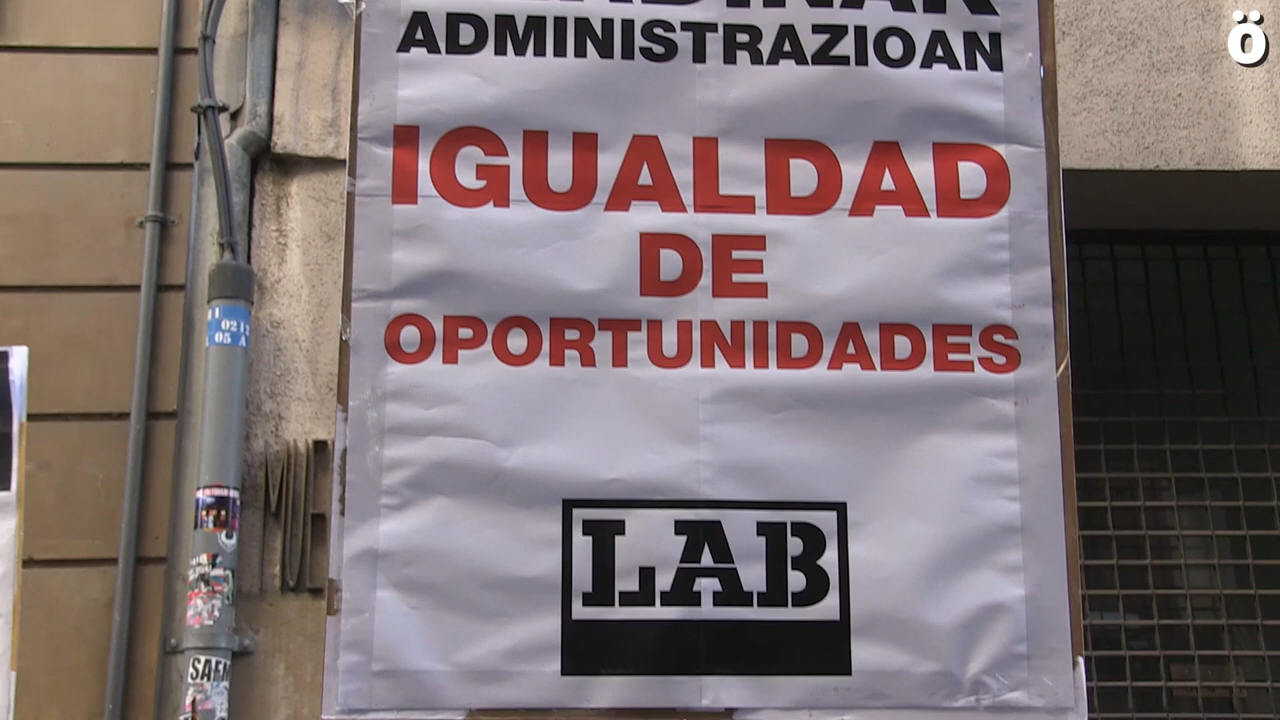 ADMINISTRAZIOAN
IGUALDAD
DE
OPORTUNIDADES
LAB
ö